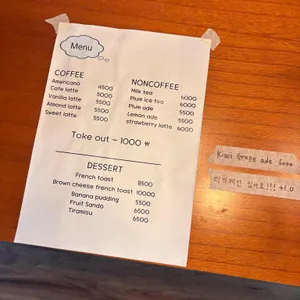 Menu
COFFEE
Americano 4500
Cafe latte 5000
Vanilla latte 5500
Almond latte 5500
Sweet latte 5500
NONCOFFEE
Milk tea 6000
Plum ice tea 6000
Plum ade 5500
Lemon ade 5500
strawberry latte 6000
Take out - 1000 ₩
DESSERT
French toast 8500
Brown cheese french toast 10000
Banana pudding 5500
Fruit Sando 6500
Tiramisu 6500
Kiwi Grape ade 6000
디카페인 있어요!!! +1.0